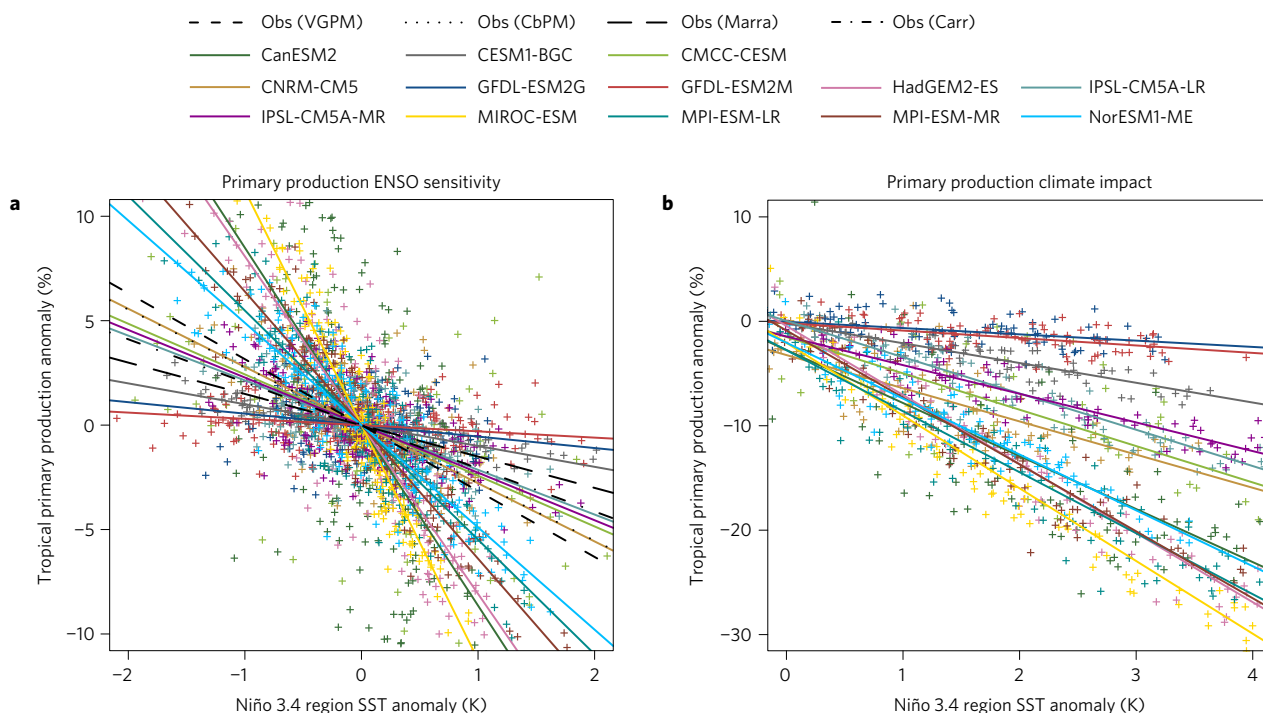 Obs (VGPM) Obs (CbPM) Obs (Marra) Obs (Carr)
CanESM2 CESM1-BGC CMCC-CESM
CNRM-CM5 GFDL-ESM2G GFDL-ESM2M HadGEM2-ES IPSL-CM5A-LR
IPSL-CM5A-MR MIROC-ESM MPI-ESM-LR MPI-ESM-MR NorESM1-ME
a
Primary production ENSO sensitivity
Tropical primary production anomaly (%)
10
5
0
−5
−10
−2 −1 0 1 2
Niño 3.4 region SST anomaly (K)
b
Primary production climate impact
Tropical primary production anomaly (%)
10
0
−10
−20
−30
0 1 2 3 4
Niño 3.4 region SST anomaly (K)